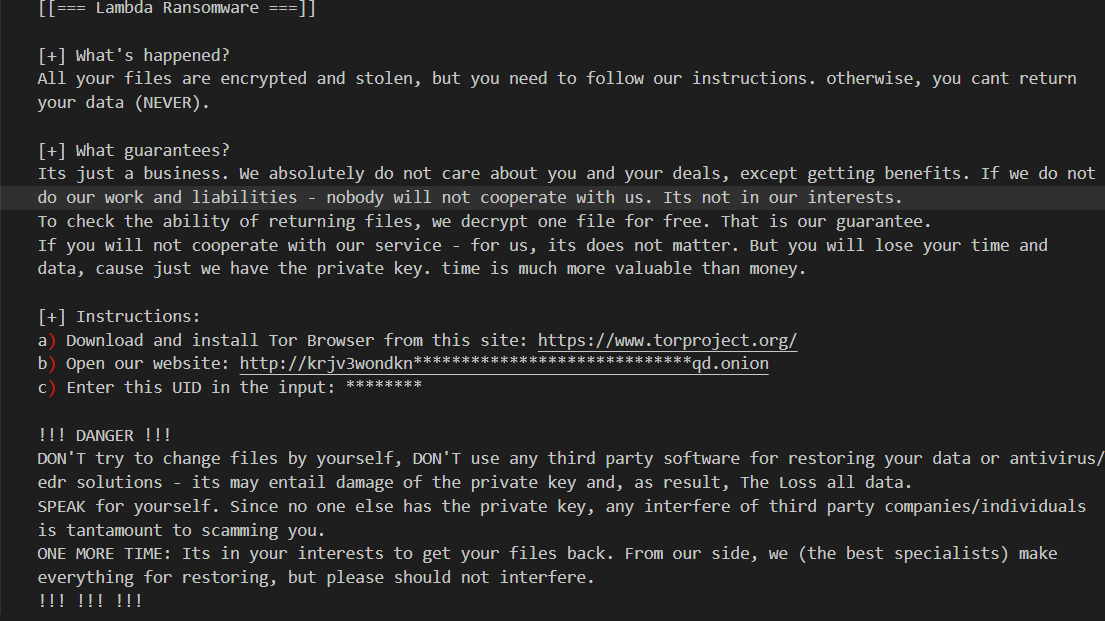 [[=== Lambda Ransomware ===]]
[+] What's happened?
All your files are encrypted and stolen, but you need to follow our instructions. otherwise, you cant return
your data (NEVER).
[+] What guarantees?
Its just a business. We absolutely do not care about you and your deals, except getting benefits. If we do not
do our work and liabilities - nobody will not cooperate with us. Its not in our interests.
To check the ability of returning files, we decrypt one file for free. That is our guarantee.
If you will not cooperate with our service - for us, its does not matter. But you will lose your time and
data, cause just we have the private key. time is much more valuable than money.
[+] Instructions:
a) Download and install Tor Browser from this site: https://www.torproject.org/
b) Open our website: http://krjv3wondkn*****************************qd.onion
c) Enter this UID in the input: ********
!!! DANGER !!!
DON'T try to change files by yourself, DON'T use any third party software for restoring your data or antivirus/
edr solutions - its may entail damage of the private key and, as result, The Loss all data.
SPEAK for yourself. Since no one else has the private key, any interfere of third party companies/individuals
is tantamount to scamming you.
ONE MORE TIME: Its in your interests to get your files back. From our side, we (the best specialists) make
everything for restoring, but please should not interfere.
!!! !!! !!!